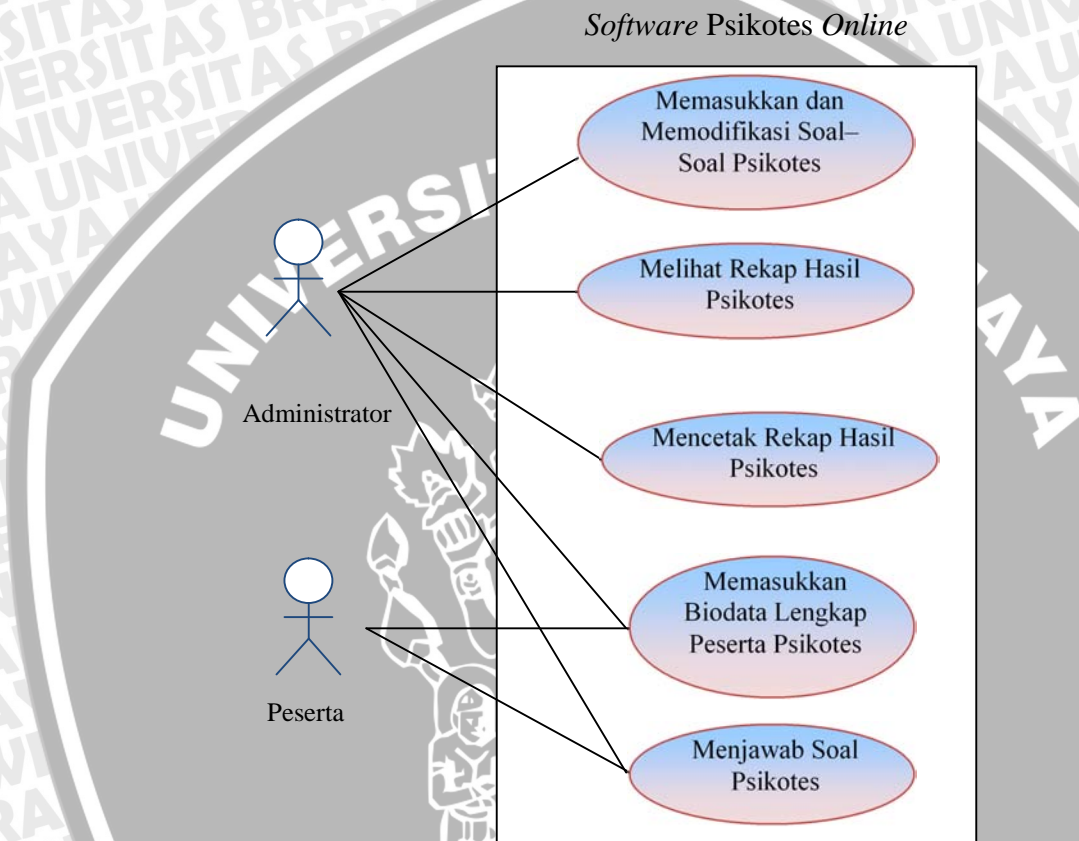 Software Psikotes Online
Memasukkan dan
Memodifikasi Soal–
Soal Psikotes
Melihat Rekap Hasil
Psikotes
Administrator
Mencetak Rekap Hasil
Psikotes
Memasukkan
Biodata Lengkap
Peserta Psikotes
Peserta
Menjawab Soal
Psikotes